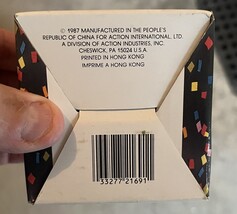 © 1987 MANUFACTURED IN THE PEOPLE'S
REPUBLIC OF CHINA FOR ACTION INTERNATIONAL, LTD.
A DIVISION OF ACTION INDUSTRIES, INC.
CHESWICK, PA 15024 U.S.A.
PRINTED IN HONG KONG
IMPRIME A HONG KONG
33277 21691